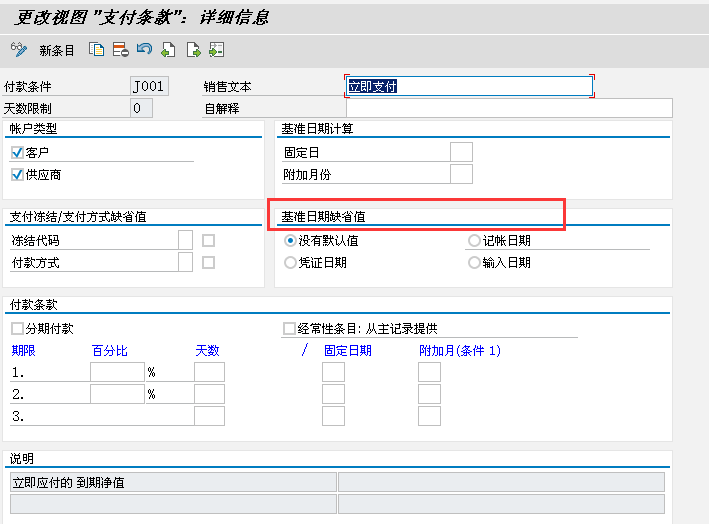 更改视图 "支付条款": 详细信息
新条目
付款条件 J001 销售文本 立即支付
天数限制 0 自解释
帐户类型 基准日期计算
客户 固定日
供应商 附加月份
支付冻结/支付方式缺省值 基准日期缺省值
冻结代码 没有默认值 记帐日期
付款方式 凭证日期 输入日期
付款条款
分期付款 经常性条目: 从主记录提供
期限 百分比 天数 / 固定日期 附加月(条件 1)
1. %
2. %
3.
说明
立即应付的 到期净值